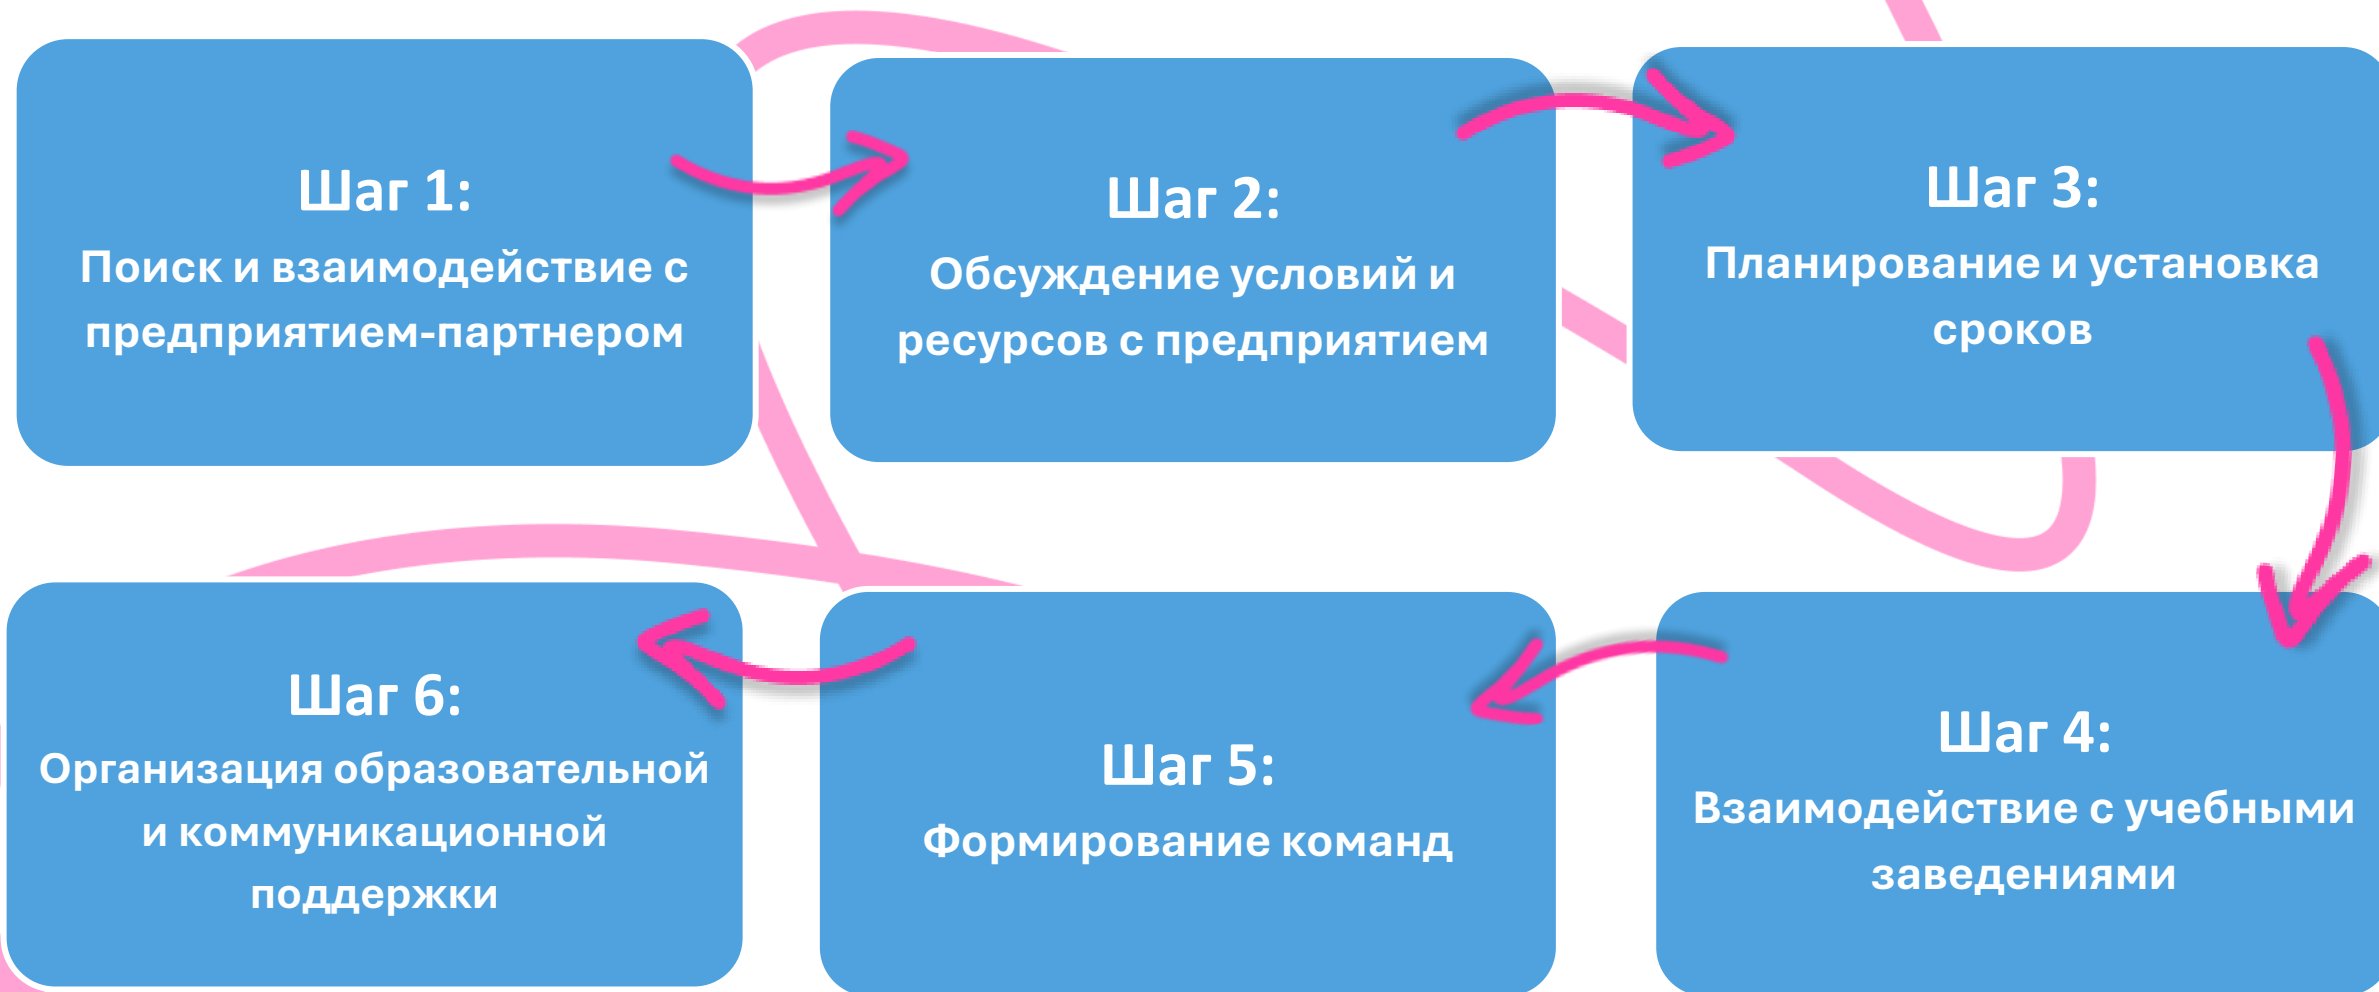 Шаг 1:
Поиск и взаимодействие с
предприятием-партнером
Шаг 2:
Обсуждение условий и
ресурсов с предприятием
Шаг 3:
Планирование и установка
сроков
Шаг 4:
Взаимодействие с учебными
заведениями
Шаг 5:
Формирование команд
Шаг 6:
Организация образовательной
и коммуникационной
поддержки